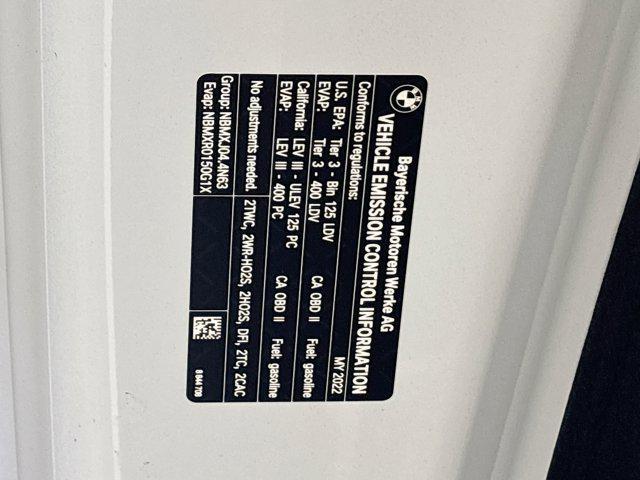 Bayerische Motoren Werke AG
VEHICLE EMISSION CONTROL INFORMATION
Conforms to regulations: MY 2022
U.S. EPA: Tier 3 - Bin 125 LDV CA OBD II Fuel: gasoline
EVAP: Tier 3 - 400 LDV
California: LEV III - ULEV 125 PC CA OBD II Fuel: gasoline
EVAP: LEV III - 400 PC
No adjustments needed. 2TWC, 2WR-HO2S, 2HO2S, DFI, 2TC, 2CAC
Group: NBMXJ04.4N63
Evap: NBMXR0150G1X
8 644 709